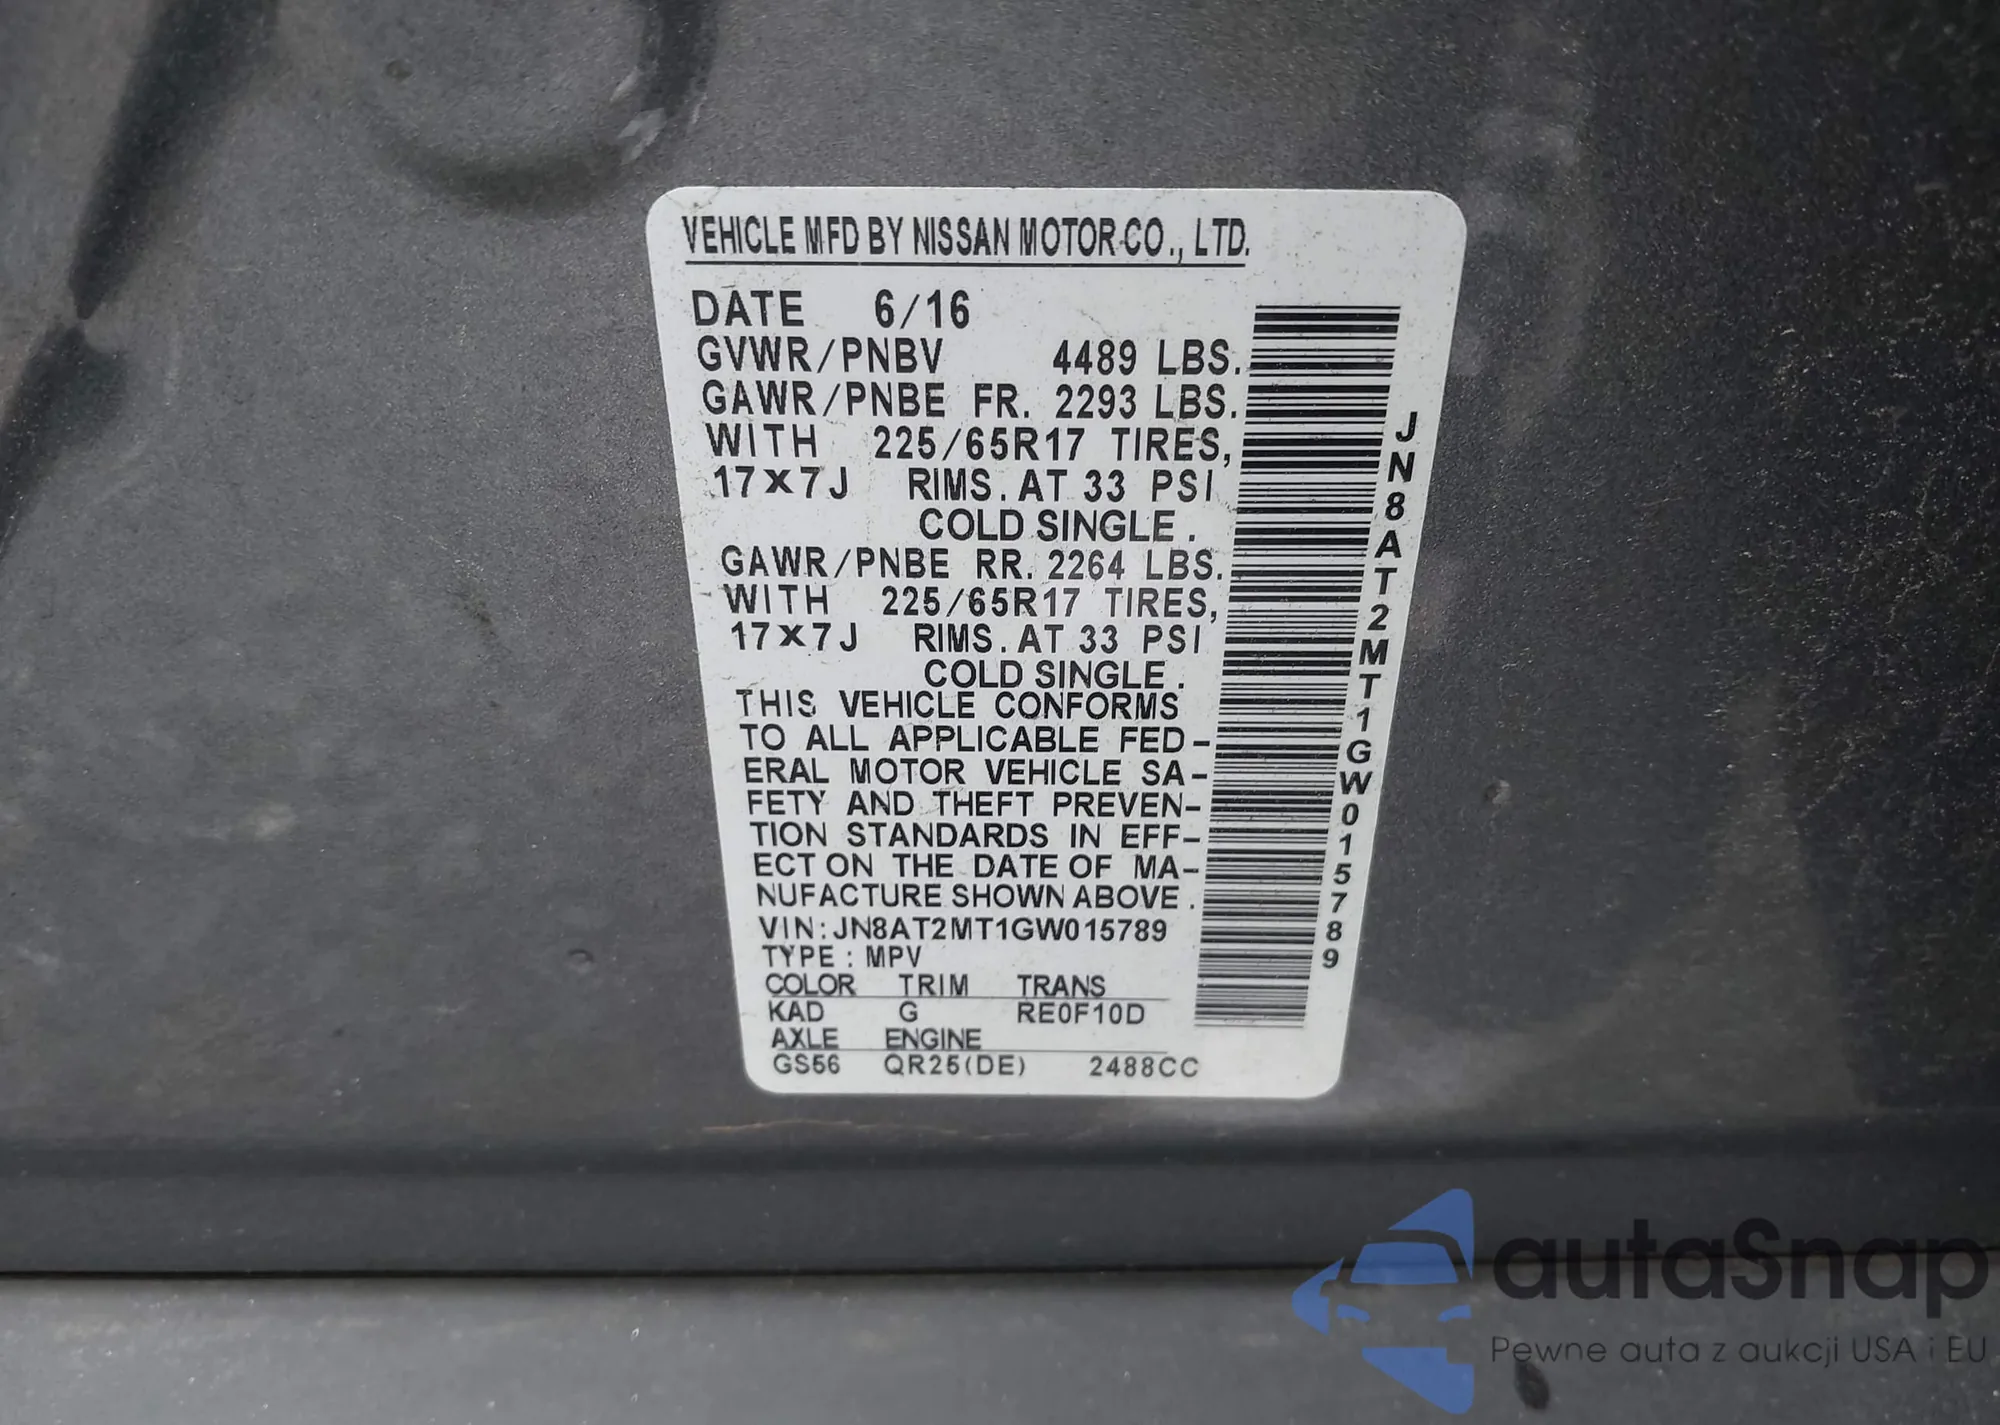 VEHICLE MFD BY NISSAN MOTOR CO., LTD.
DATE 6/16
GVWR/PNBV 4489 LBS.
GAWR/PNBE FR. 2293 LBS.
WITH 225/65R17 TIRES,
17x7J RIMS. AT 33 PSI
COLD SINGLE.
GAWR/PNBE RR. 2264 LBS.
WITH 225/65R17 TIRES,
17x7J RIMS. AT 33 PSI
COLD SINGLE.
THIS VEHICLE CONFORMS
TO ALL APPLICABLE FED-
ERAL MOTOR VEHICLE SA-
FETY AND THEFT PREVEN-
TION STANDARDS IN EFF-
ECT ON THE DATE OF MA-
NUFACTURE SHOWN ABOVE.
VIN:JN8AT2MT1GW015789
TYPE: MPV
COLOR TRIM TRANS
KAD G RE0F10D
AXLE ENGINE
GS56 QR25(DE) 2488CC
JN8AT2MT1GW015789
autaSnap
Pewne auta z aukcji USA i EU